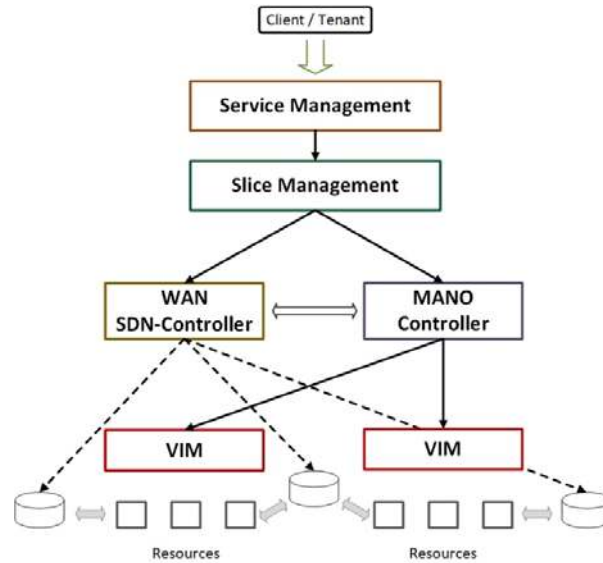 Client / Tenant
Service Management
Slice Management
WAN
SDN-Controller
MANO
Controller
VIM
VIM
Resources
Resources